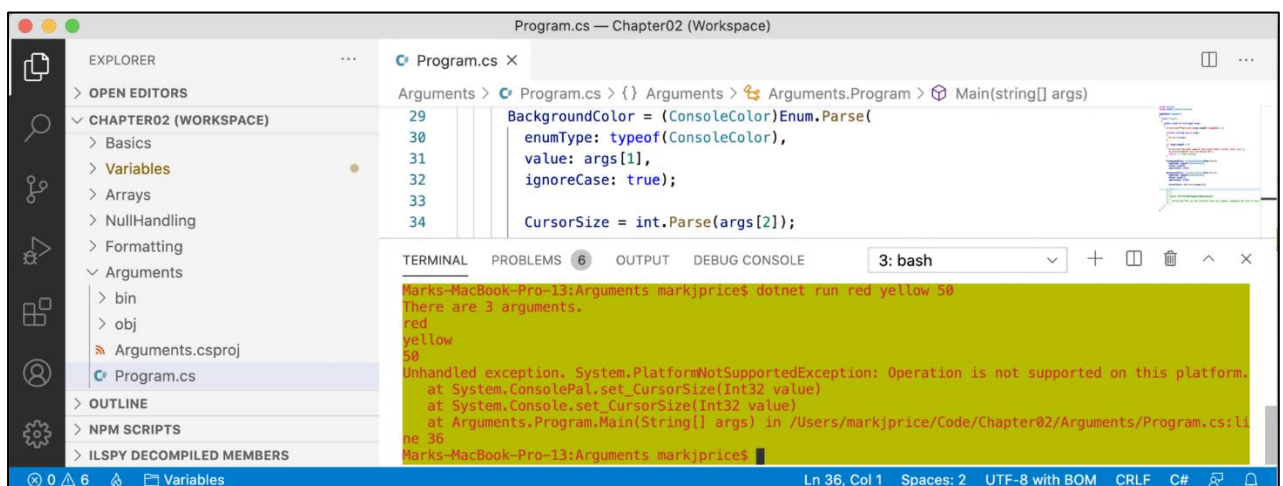 Program.cs — Chapter02 (Workspace)
EXPLORER
OPEN EDITORS
CHAPTER02 (WORKSPACE)
Basics
Variables
Arrays
NullHandling
Formatting
Arguments
bin
obj
Arguments.csproj
Program.cs
OUTLINE
NPM SCRIPTS
ILSPY DECOMPILED MEMBERS
Program.cs
Arguments > Program.cs > {} Arguments > Arguments.Program > Main(string[] args)
29 BackgroundColor = (ConsoleColor)Enum.Parse(
30 enumType: typeof(ConsoleColor),
31 value: args[1],
32 ignoreCase: true);
33
34 CursorSize = int.Parse(args[2]);
TERMINAL PROBLEMS 6 OUTPUT DEBUG CONSOLE 3: bash
Marks-MacBook-Pro-13:Arguments markjprice$ dotnet run red yellow 50
There are 3 arguments.
red
yellow
50
Unhandled exception. System.PlatformNotSupportedException: Operation is not supported on this platform.
at System.ConsolePal.set_CursorSize(Int32 value)
at System.Console.set_CursorSize(Int32 value)
at Arguments.Program.Main(String[] args) in /Users/markjprice/Code/Chapter02/Arguments/Program.cs:li
ne 36
Marks-MacBook-Pro-13:Arguments markjprice$
0 6 Variables Ln 36, Col 1 Spaces: 2 UTF-8 with BOM CRLF C#